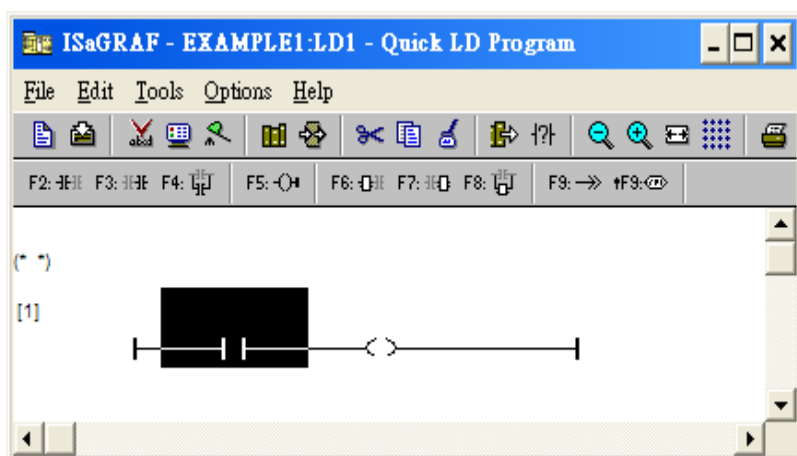 ISaGRAF - EXAMPLE1:LD1 - Quick LD Program
File Edit Tools Options Help
F2: F3: F4: F5: F6: F7: F8: F9: ↑F9:
(* *)
[1]